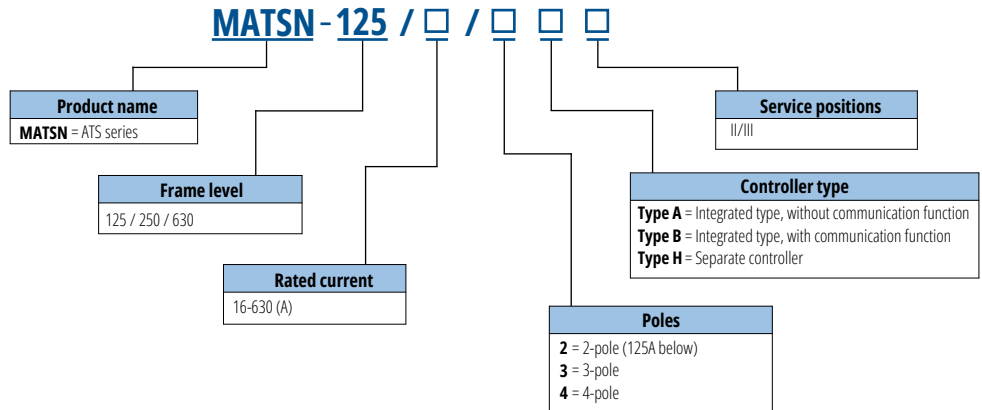 MATSN - 125 / □ / □ □ □
Product name
MATSN = ATS series
Service positions
II/III
Frame level
125 / 250 / 630
Controller type
Type A = Integrated type, without communication function
Type B = Integrated type, with communication function
Type H = Separate controller
Rated current
16-630 (A)
Poles
2 = 2-pole (125A below)
3 = 3-pole
4 = 4-pole